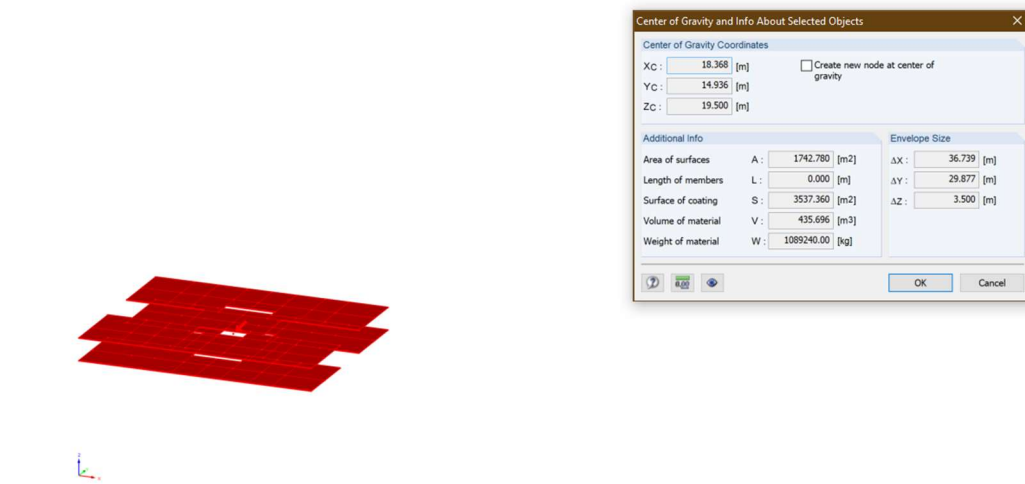 Center of Gravity and Info About Selected Objects
Center of Gravity Coordinates
XC : 18.368 [m]
Create new node at center of
gravity
YC : 14.936 [m]
ZC : 19.500 [m]
Additional Info
Envelope Size
Area of surfaces A : 1742.780 [m2]
ΔX : 36.739 [m]
Length of members L : 0.000 [m]
ΔY : 29.877 [m]
Surface of coating S : 3537.360 [m2]
ΔZ : 3.500 [m]
Volume of material V : 435.696 [m3]
Weight of material W : 1089240.00 [kg]
0,00
OK
Cancel
Z
X